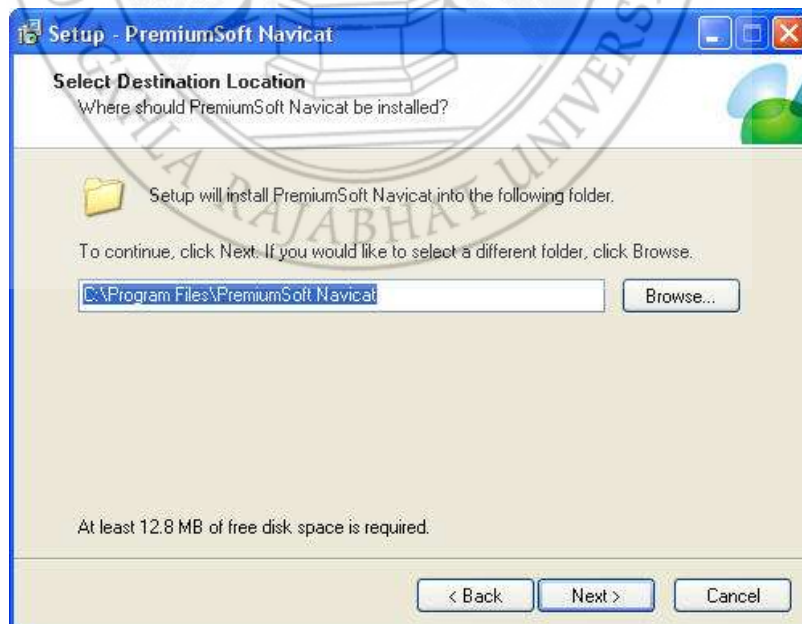 Setup - PremiumSoft Navicat
Select Destination Location
Where should PremiumSoft Navicat be installed?
Setup will install PremiumSoft Navicat into the following folder.
To continue, click Next. If you would like to select a different folder, click Browse.
C:\Program Files\PremiumSoft Navicat
Browse...
At least 12.8 MB of free disk space is required.
< Back
Next >
Cancel
RAJABHAT